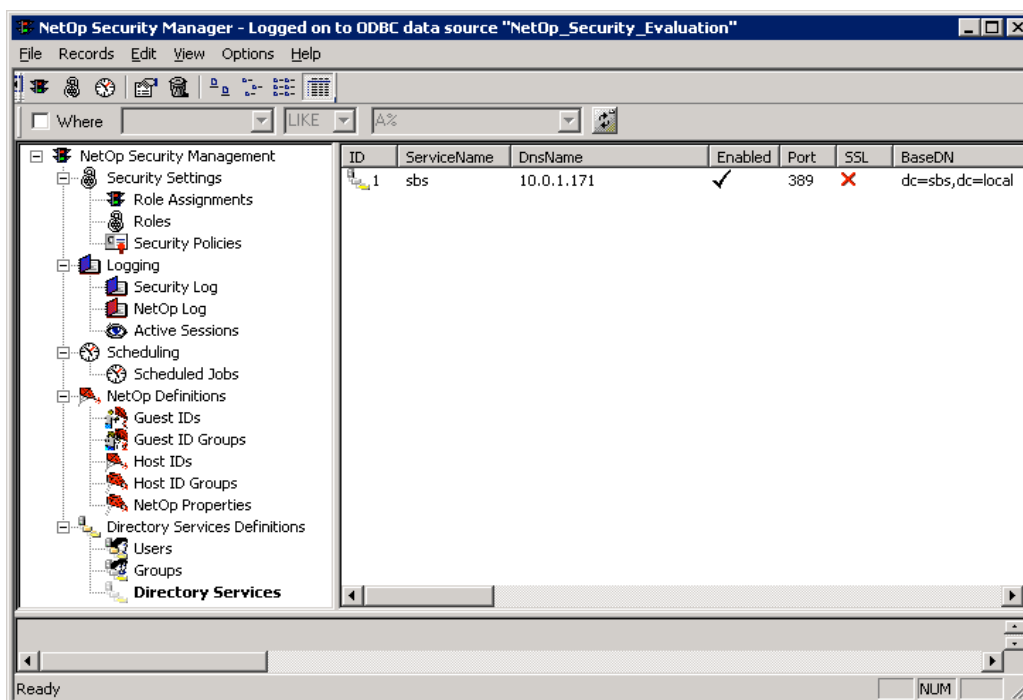 NetOp Security Manager - Logged on to ODBC data source "NetOp_Security_Evaluation"
File Records Edit View Options Help
Where LIKE A%
NetOp Security Management
Security Settings
Role Assignments
Roles
Security Policies
Logging
Security Log
NetOp Log
Active Sessions
Scheduling
Scheduled Jobs
NetOp Definitions
Guest IDs
Guest ID Groups
Host IDs
Host ID Groups
NetOp Properties
Directory Services Definitions
Users
Groups
Directory Services
ID ServiceName DnsName Enabled Port SSL BaseDN
1 sbs 10.0.1.171 389 dc=sbs,dc=local
Ready NUM